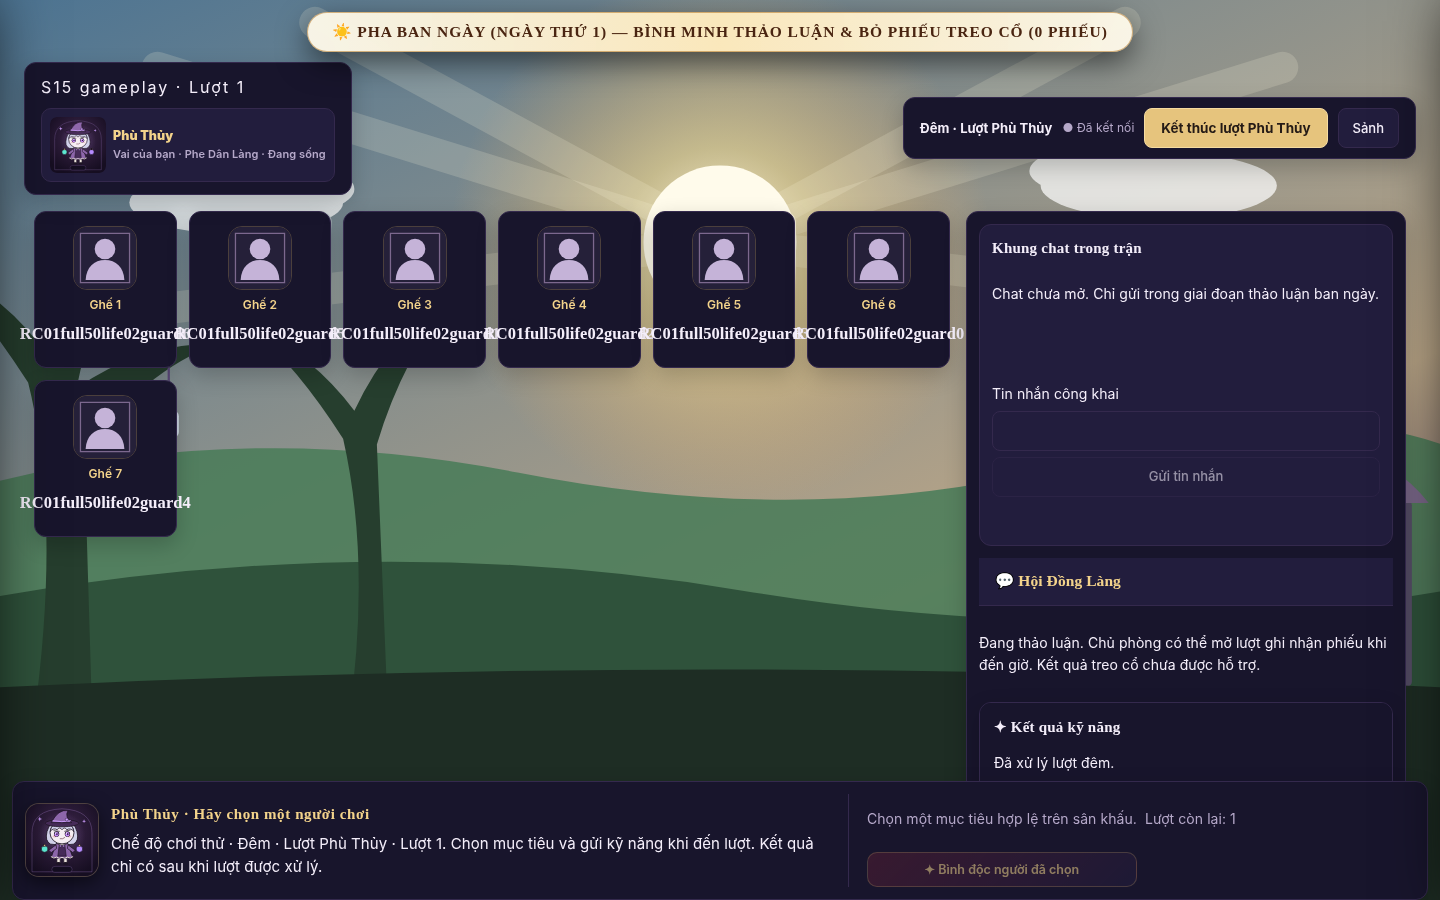 ☀️ PHA BAN NGÀY (NGÀY THỨ 1) — BÌNH MINH THẢO LUẬN & BỎ PHIẾU TREO CỔ (0 PHIẾU)
S15 gameplay · Lượt 1
Phù Thủy
Vai của bạn · Phe Dân Làng · Đang sống
Đêm · Lượt Phù Thủy
Đã kết nối
Kết thúc lượt Phù Thủy
Sảnh
Ghế 1
Ghế 2
Ghế 3
Ghế 4
Ghế 5
Ghế 6
RC01full50life02guard
RC01full50life02guard
RC01full50life02guard
RC01full50life02guard
RC01full50life02guard
RC01full50life02guard0
Ghế 7
RC01full50life02guard4
Khung chat trong trận
Chat chưa mở. Chỉ gửi trong giai đoạn thảo luận ban ngày.
Tin nhắn công khai
Gửi tin nhắn
💬 Hội Đồng Làng
Đang thảo luận. Chủ phòng có thể mở lượt ghi nhận phiếu khi
đến giờ. Kết quả treo cổ chưa được hỗ trợ.
✦ Kết quả kỹ năng
Đã xử lý lượt đêm.
Phù Thủy · Hãy chọn một người chơi
Chế độ chơi thử · Đêm · Lượt Phù Thủy · Lượt 1. Chọn mục tiêu và gửi kỹ năng khi đến lượt. Kết quả
chỉ có sau khi lượt được xử lý.
Chọn một mục tiêu hợp lệ trên sân khấu. Lượt còn lại: 1
✦ Bình độc người đã chọn